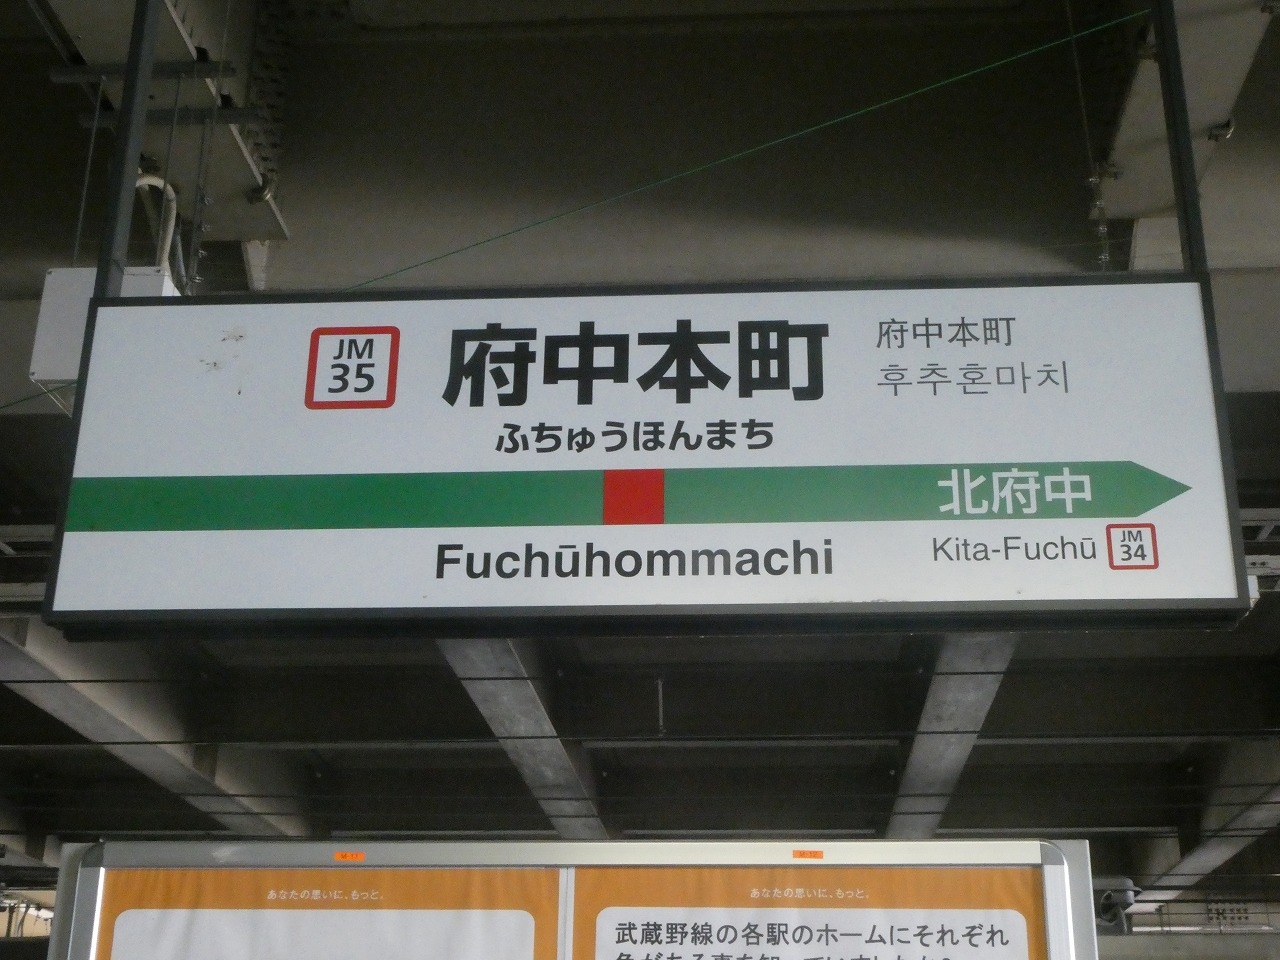 JM
35
府中本町
府中本町
후추혼마치
ふちゅうほんまち
北府中
Fuchūhommachi
Kita-Fuchū
JM
34
あなたの思いに、もっと。
あなたの思いに、もっと。
武蔵野線の各駅のホームにそれぞれ